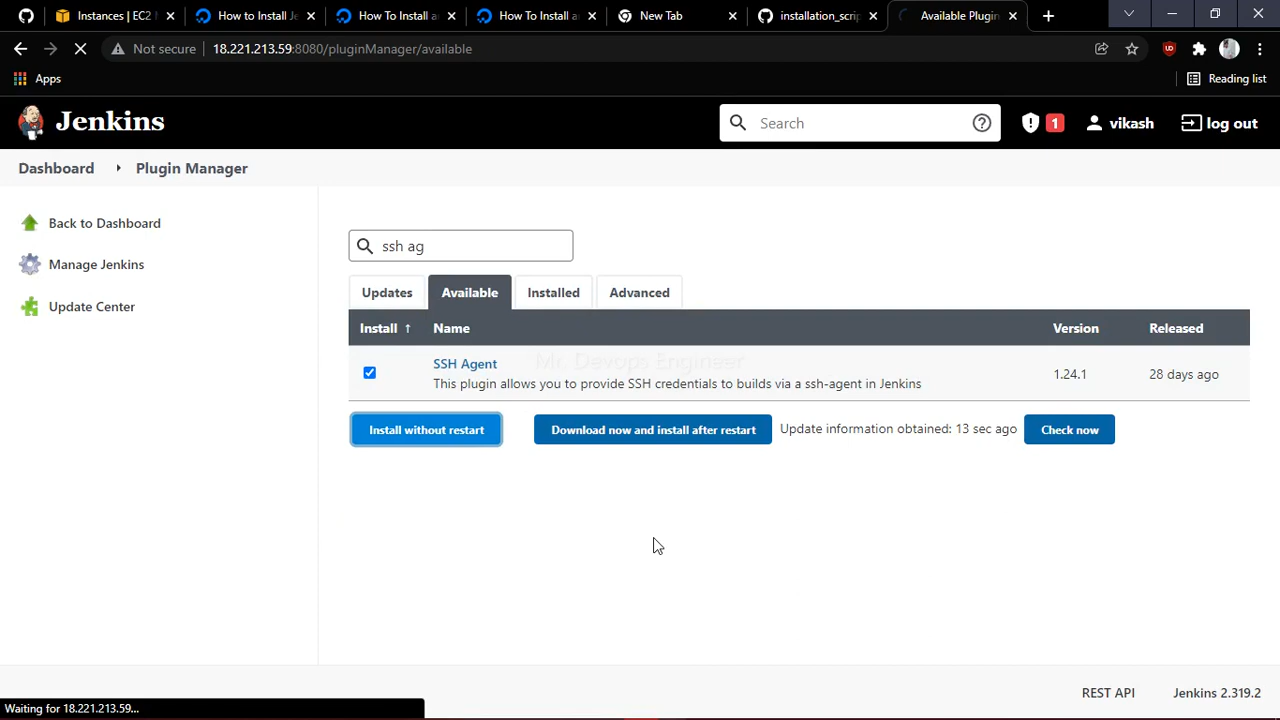 Instances | EC2 M
How to Install Je
How To Install a
How To Install a
New Tab
installation_scrip
Available Plugin
Not secure
18.221.213.59:8080/pluginManager/available
Apps
Reading list
Jenkins
Search
1
vikash
log out
Dashboard
Plugin Manager
Back to Dashboard
Manage Jenkins
Update Center
ssh ag
Updates
Available
Installed
Advanced
Install ↑
Name
Version
Released
SSH Agent
Mr. Devops Engineer
This plugin allows you to provide SSH credentials to builds via a ssh-agent in Jenkins
1.24.1
28 days ago
Install without restart
Download now and install after restart
Update information obtained: 13 sec ago
Check now
REST API
Jenkins 2.319.2
Waiting for 18.221.213.59...